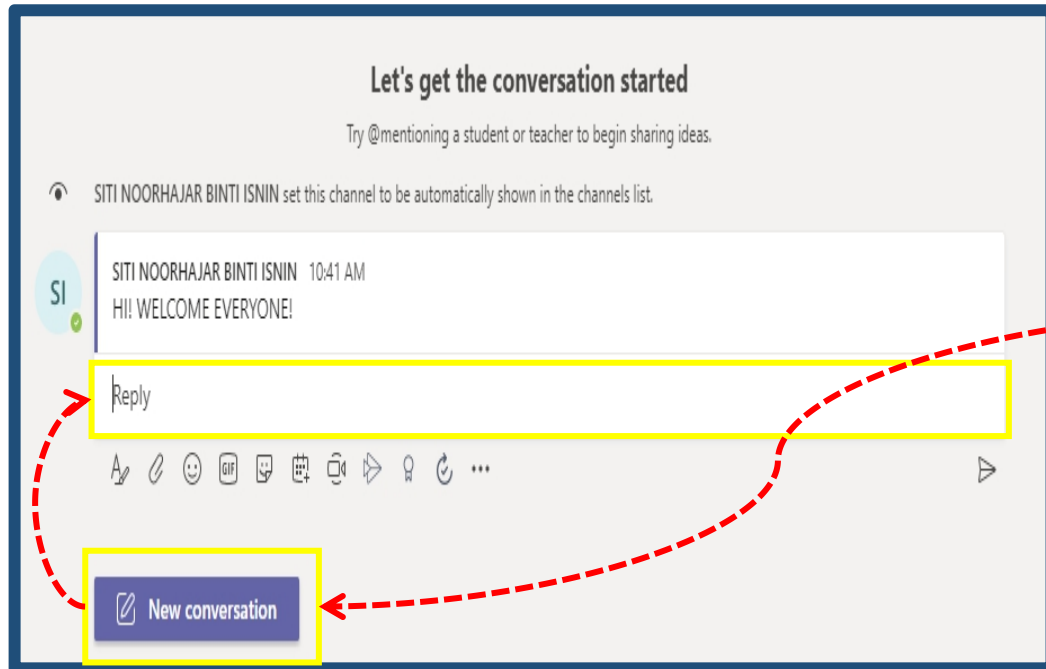 Let's get the conversation started
Try @mentioning a student or teacher to begin sharing ideas.
SITI NOORHAJAR BINTI ISNIN set this channel to be automatically shown in the channels list.
SI
SITI NOORHAJAR BINTI ISNIN 10:41 AM
HI! WELCOME EVERYONE!
Reply
GIF
New conversation